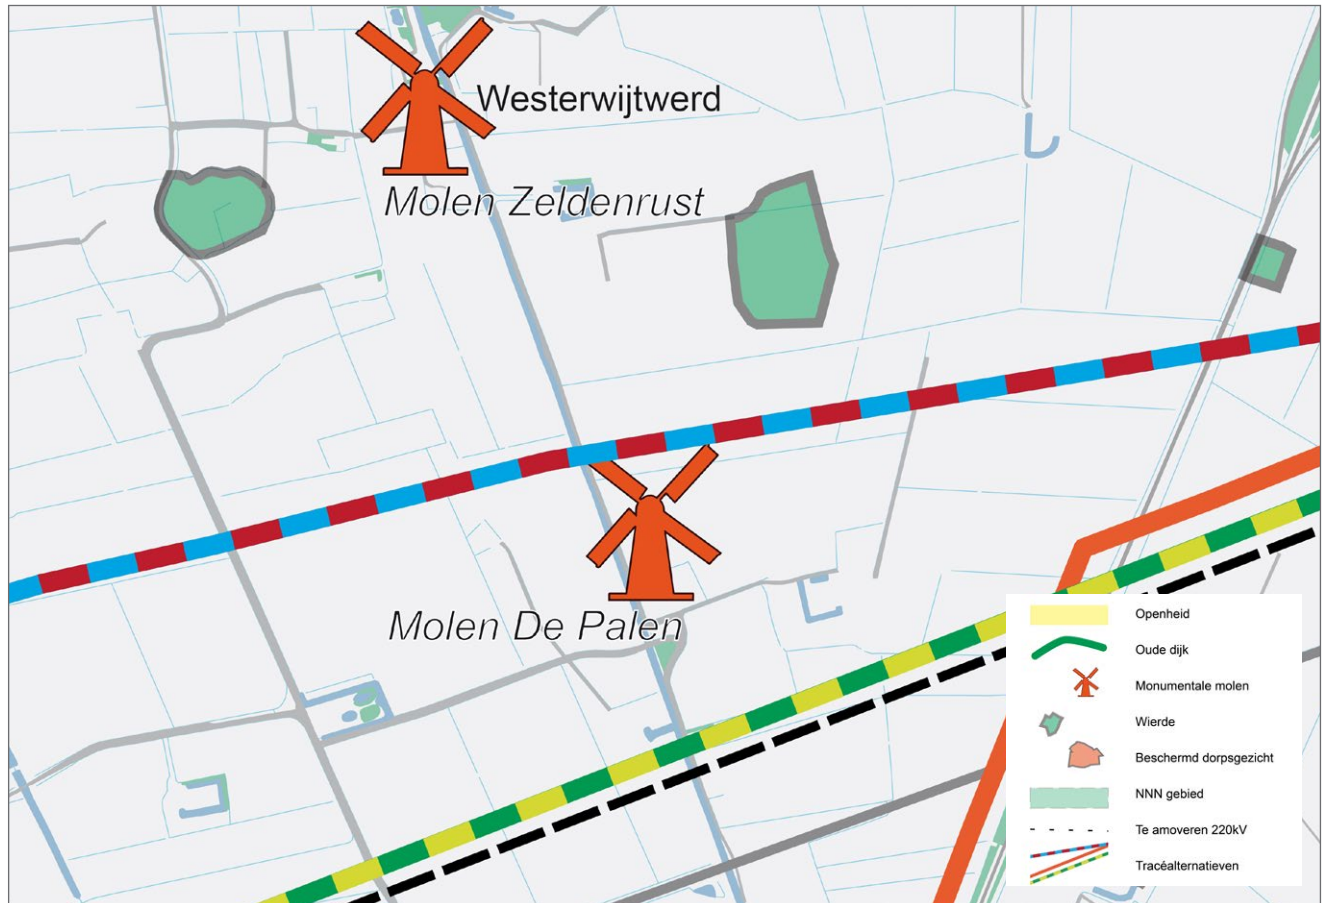 Westerwijtwerd
Molen Zeldenrust
Molen De Palen
Openheid
Oude dijk
Monumentale molen
Wierde
Beschermd dorpsgezicht
NNN gebied
Te amoveren 220kV
Tracéalternatieven